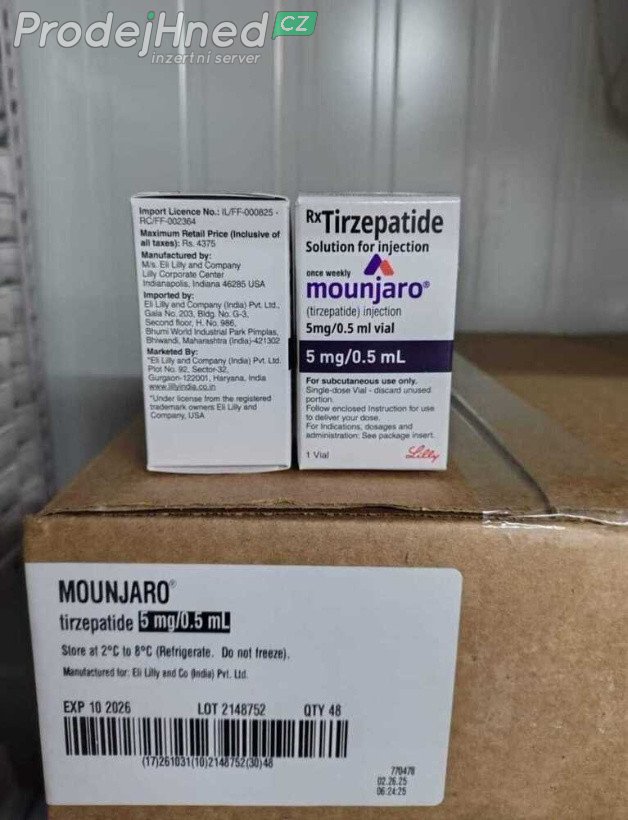 ProdejHned CZ
inzertní server
Import Licence No.: IL/FF-000825 -
RC/FF-002364
Maximum Retail Price (Inclusive of
all taxes): Rs. 4375
Manufactured by:
M/s. Eli Lilly and Company
Lilly Corporate Center
Indianapolis, Indiana 46285 USA
Imported by:
Eli Lilly and Company (India) Pvt. Ltd.,
Gala No. 203, Bldg. No. G-3,
Second floor, H. No. 986,
Bhumi World Industrial Park Pimplas,
Bhiwandi, Maharashtra (India)-421302
Marketed By:
*Eli Lilly and Company (India) Pvt. Ltd.
Plot No. 92, Sector-32,
Gurgaon-122001, Haryana, India
www.lillyindia.co.in
*Under license from the registered
trademark owners Eli Lilly and
Company, USA
Rx Tirzepatide
Solution for injection
once weekly
mounjaro®
(tirzepatide) injection
5mg/0.5 ml vial
5 mg/0.5 mL
For subcutaneous use only.
Single-dose Vial - discard unused
portion.
Follow enclosed Instruction for use
to deliver your dose.
For Indications, dosages and
administration: See package insert.
1 Vial
Lilly
MOUNJARO®
tirzepatide 5 mg/0.5 mL
Store at 2°C to 8°C (Refrigerate. Do not freeze).
Manufactured for: Eli Lilly and Co (India) Pvt. Ltd.
EXP 10 2026 LOT 2148752 QTY 48
(17)261031(10)2148752(30)48
770478
02.26.25
06:24:25